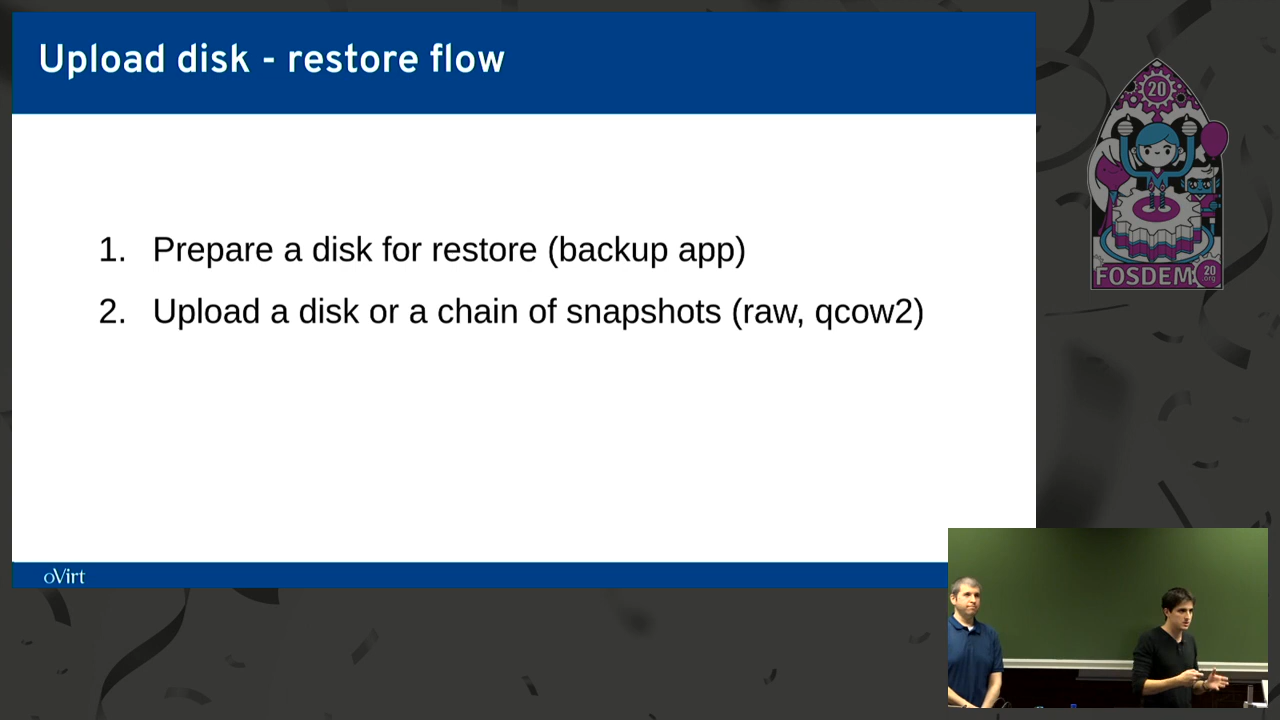 Upload disk - restore flow
1. Prepare a disk for restore (backup app)
2. Upload a disk or a chain of snapshots (raw, qcow2)
oVirt
20
FOSDEM
20
org